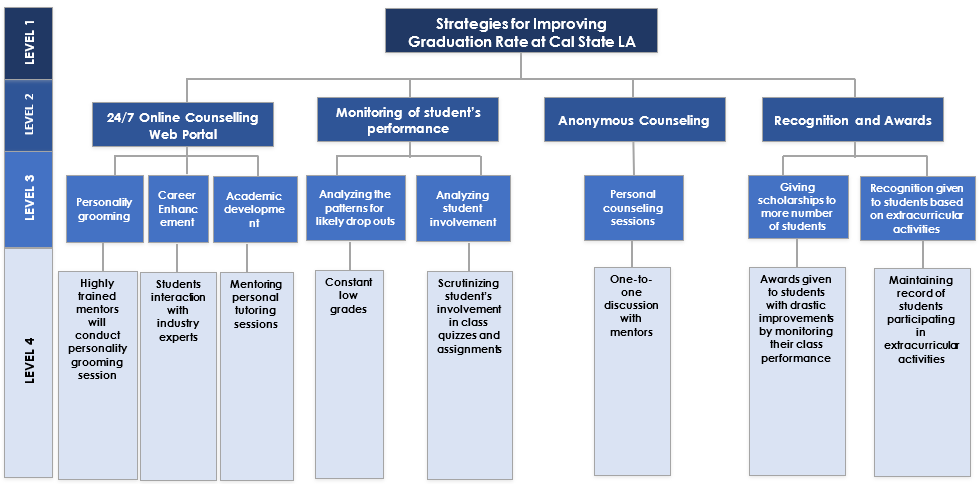 LEVEL 1
Strategies for Improving
Graduation Rate at Cal State LA
LEVEL 2
24/7 Online Counselling
Web Portal
Monitoring of student's
performance
Anonymous Counseling
Recognition and Awards
LEVEL 3
Personality
grooming
Career
Enhanc
ement
Academic
developme
nt
Analyzing the
patterns for
likely drop outs
Analyzing
student
involvement
Personal
counseling
sessions
Giving
scholarships to
more number
of students
Recognition given
to students based
on extracurricular
activities
LEVEL 4
Highly
trained
mentors
will
conduct
personality
grooming
session
Students
interaction
with
industry
experts
Mentoring
personal
tutoring
sessions
Constant
low
grades
Scrutinizing
student's
involvement
in class
quizzes and
assignments
One-to-
one
discussion
with
mentors
Awards given
to students
with drastic
improvements
by monitoring
their class
performance
Maintaining
record of
students
participating
in
extracurricular
activities